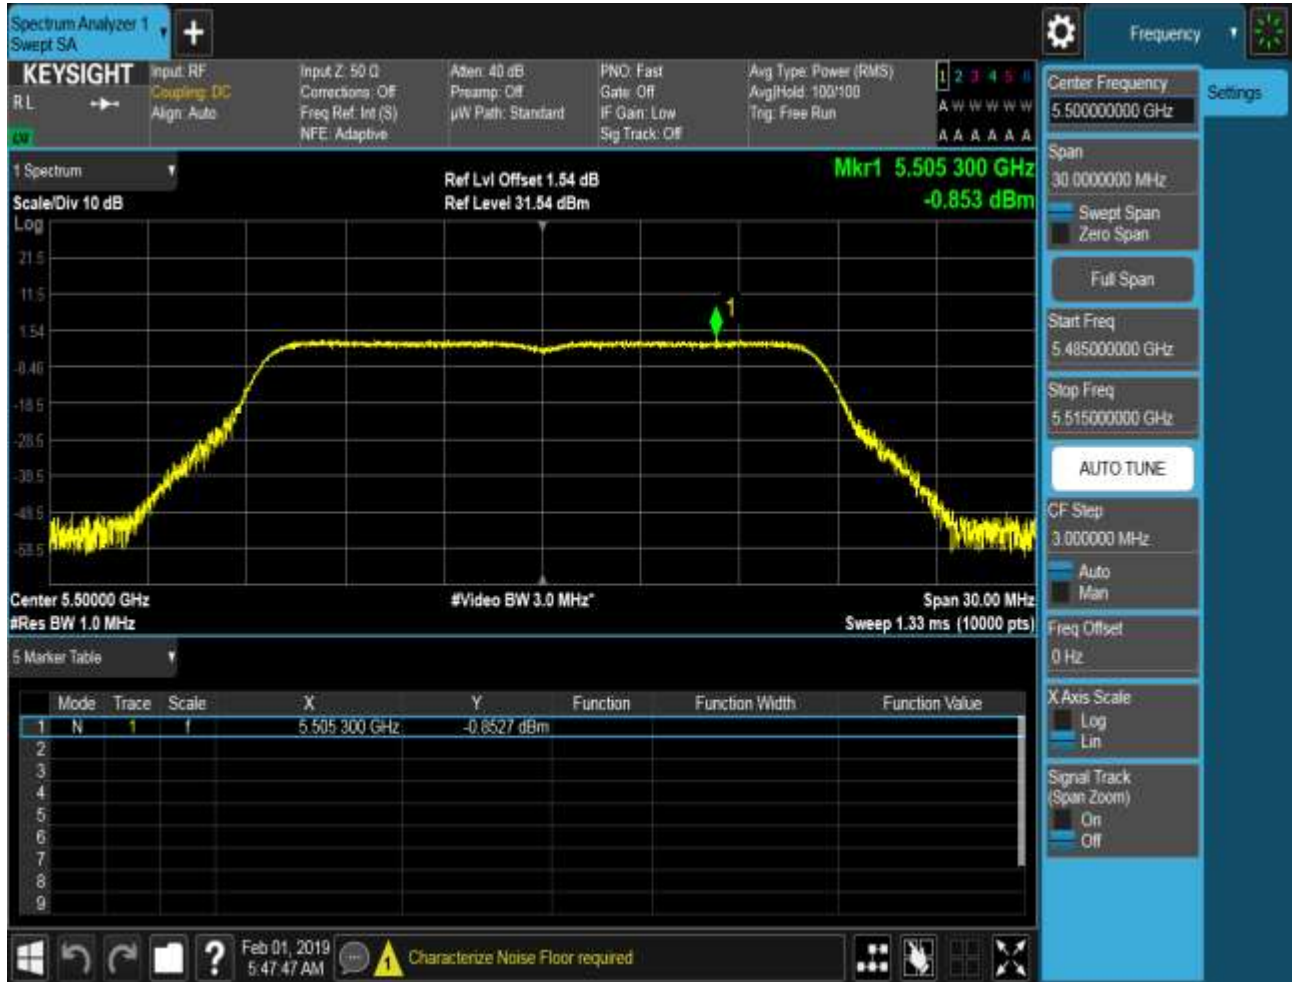 Spectrum Analyzer 1
Swept SA
+
Frequency
KEYSIGHT
R L
Input: RF
Coupling: DC
Align: Auto
Input Z: 50 Ω
Corrections: Off
Freq Ref: Int (S)
NFE: Adaptive
Atten: 40 dB
Preamp: Off
µW Path: Standard
PNO: Fast
Gate: Off
IF Gain: Low
Sig Track: Off
Avg Type: Power (RMS)
Avg|Hold: 100/100
Trig: Free Run
1 2 3 4 5 6
A W W W W W
A A A A A A
1 Spectrum
Scale/Div 10 dB
Ref Lvl Offset 1.54 dB
Ref Level 31.54 dBm
Mkr1 5.505 300 GHz
-0.853 dBm
Log
21.5
11.5
1.54
-8.46
-18.5
-28.6
-38.5
-48.5
-58.5
1
Center 5.50000 GHz
#Res BW 1.0 MHz
#Video BW 3.0 MHz*
Span 30.00 MHz
Sweep 1.33 ms (10000 pts)
5 Marker Table
Mode Trace Scale X Y Function Function Width Function Value
1 N 1 f 5.505 300 GHz -0.8527 dBm
2
3
4
5
6
7
8
9
Feb 01, 2019
5:47:47 AM
1
Characterize Noise Floor required
Settings
Center Frequency
5.500000000 GHz
Span
30.0000000 MHz
Swept Span
Zero Span
Full Span
Start Freq
5.485000000 GHz
Stop Freq
5.515000000 GHz
AUTO TUNE
CF Step
3.000000 MHz
Auto
Man
Freq Offset
0 Hz
X Axis Scale
Log
Lin
Signal Track
(Span Zoom)
On
Off